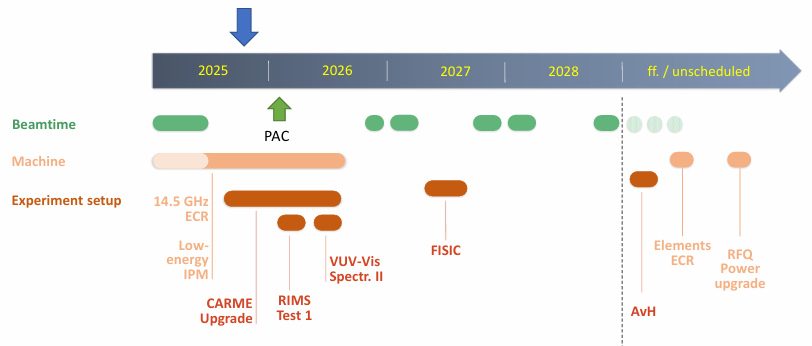 2025 2026 2027 2028 ff. / unscheduled
PAC
Beamtime
Machine
Experiment setup
14.5 GHz
ECR
Low-
energy
IPM
CARME
Upgrade
RIMS
Test 1
VUV-Vis
Spectr. II
FISIC
AvH
Elements
ECR
RFQ
Power
upgrade